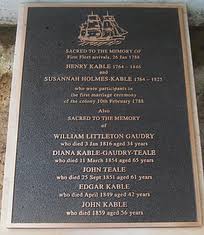 SACRED TO THE MEMORY OF
First Fleet arrivals, 26 Jan 1788
HENRY KABLE 1764 - 1846
and
SUSANNAH HOLMES-KABLE 1764 - 1825
who were participants in
the first marriage ceremony
of the colony 10th February 1788
Also
SACRED TO THE MEMORY
of
WILLIAM LITTLETON GAUDRY
who died 3 Jan 1816 aged 34 years
DIANA KABLE-GAUDRY-TEALE
who died 11 March 1854 aged 65 years
JOHN TEALE
who died 25 Sept 1851 aged 61 years
EDGAR KABLE
who died April 1849 aged 42 years
JOHN KABLE
who died 1859 aged 56 years